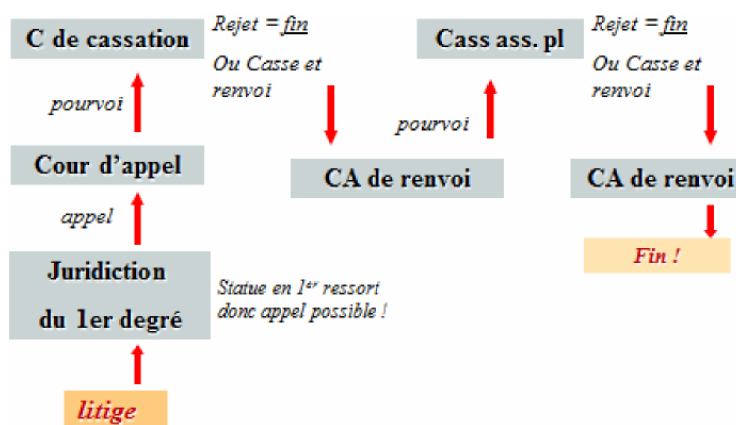 C de cassation
Rejet = fin
Ou Casse et
renvoi
Cass ass. pl
Rejet = fin
Ou Casse et
renvoi
pourvoi
pourvoi
Cour d'appel
CA de renvoi
CA de renvoi
appel
Fin !
Juridiction
du 1er degré
Statue en 1er ressort
donc appel possible !
litige